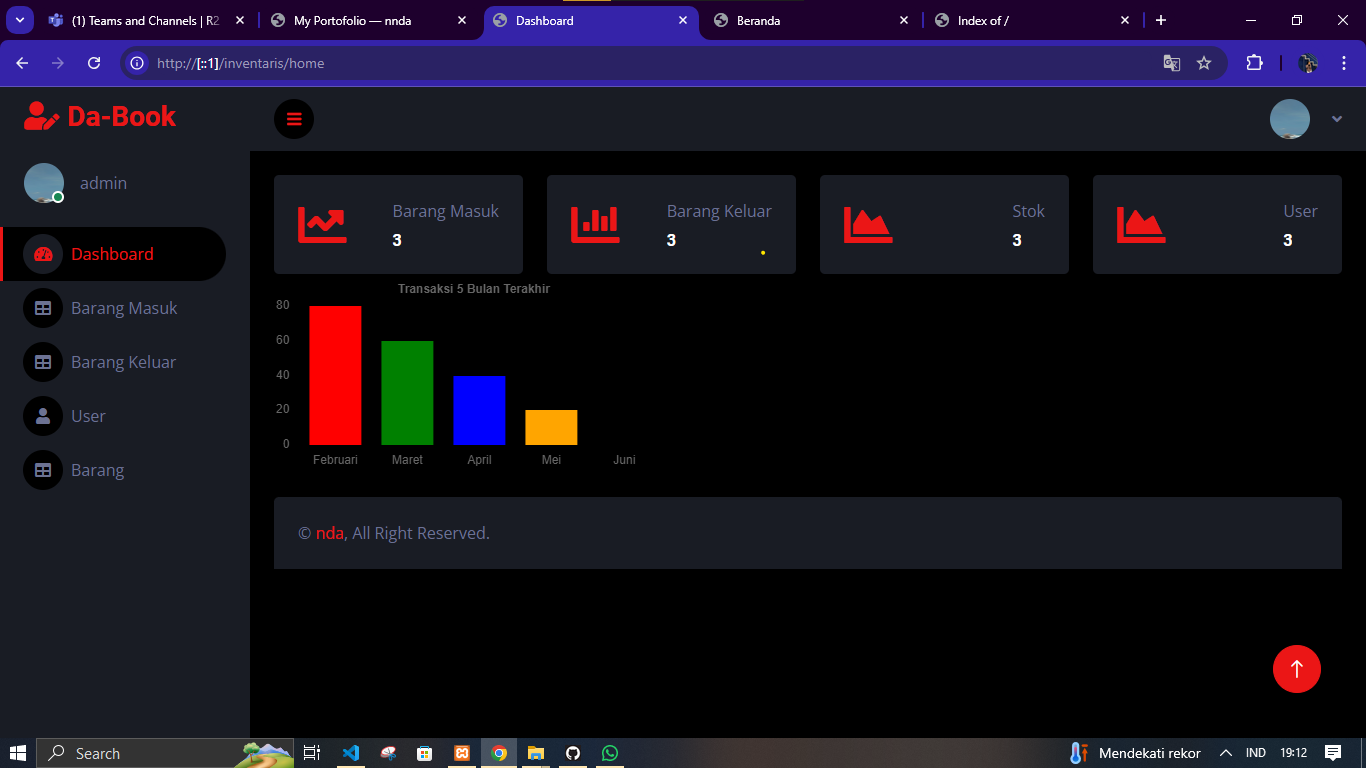 (1) Teams and Channels | R2
My Portofolio — nnda
Dashboard
Beranda
Index of /
http://[::1]/inventaris/home
Da-Book
admin
Dashboard
Barang Masuk
Barang Keluar
User
Barang
Barang Masuk
3
Barang Keluar
3
Stok
3
User
3
Transaksi 5 Bulan Terakhir
80
60
40
20
0
Februari Maret April Mei Juni
© nda, All Right Reserved.
Search
Mendekati rekor
IND
19:12